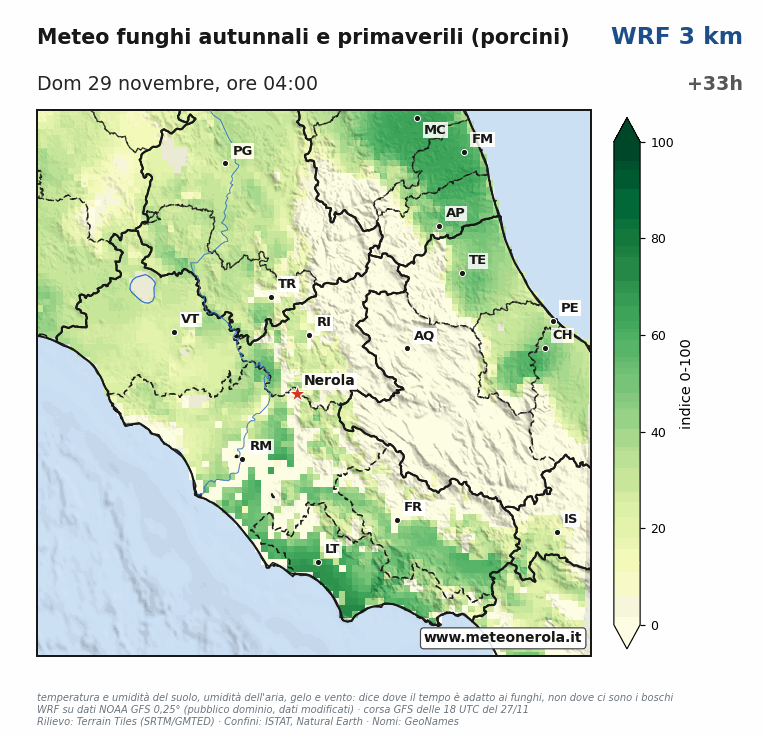 Meteo funghi autunnali e primaverili (porcini)
WRF 3 km
Dom 29 novembre, ore 04:00
+33h
MC
FM
PG
AP
TE
TR
PE
VT
RI
AQ
CH
Nerola
RM
FR
IS
LT
www.meteonerola.it
100
80
60
40
20
0
indice 0-100
temperatura e umidità del suolo, umidità dell'aria, gelo e vento: dice dove il tempo è adatto ai funghi, non dove ci sono i boschi
WRF su dati NOAA GFS 0,25° (pubblico dominio, dati modificati) · corsa GFS delle 18 UTC del 27/11
Rilievo: Terrain Tiles (SRTM/GMTED) · Confini: ISTAT, Natural Earth · Nomi: GeoNames